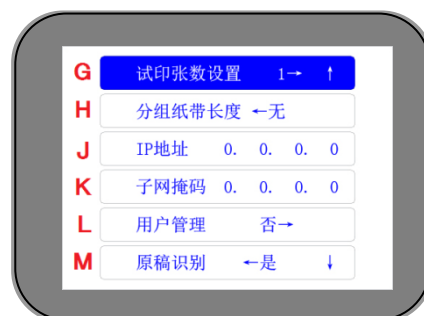 G 试印张数设置 1→ ↑
H 分组纸带长度 ←无
J IP地址 0. 0. 0. 0
K 子网掩码 0. 0. 0. 0
L 用户管理 否→
M 原稿识别 ←是 ↓